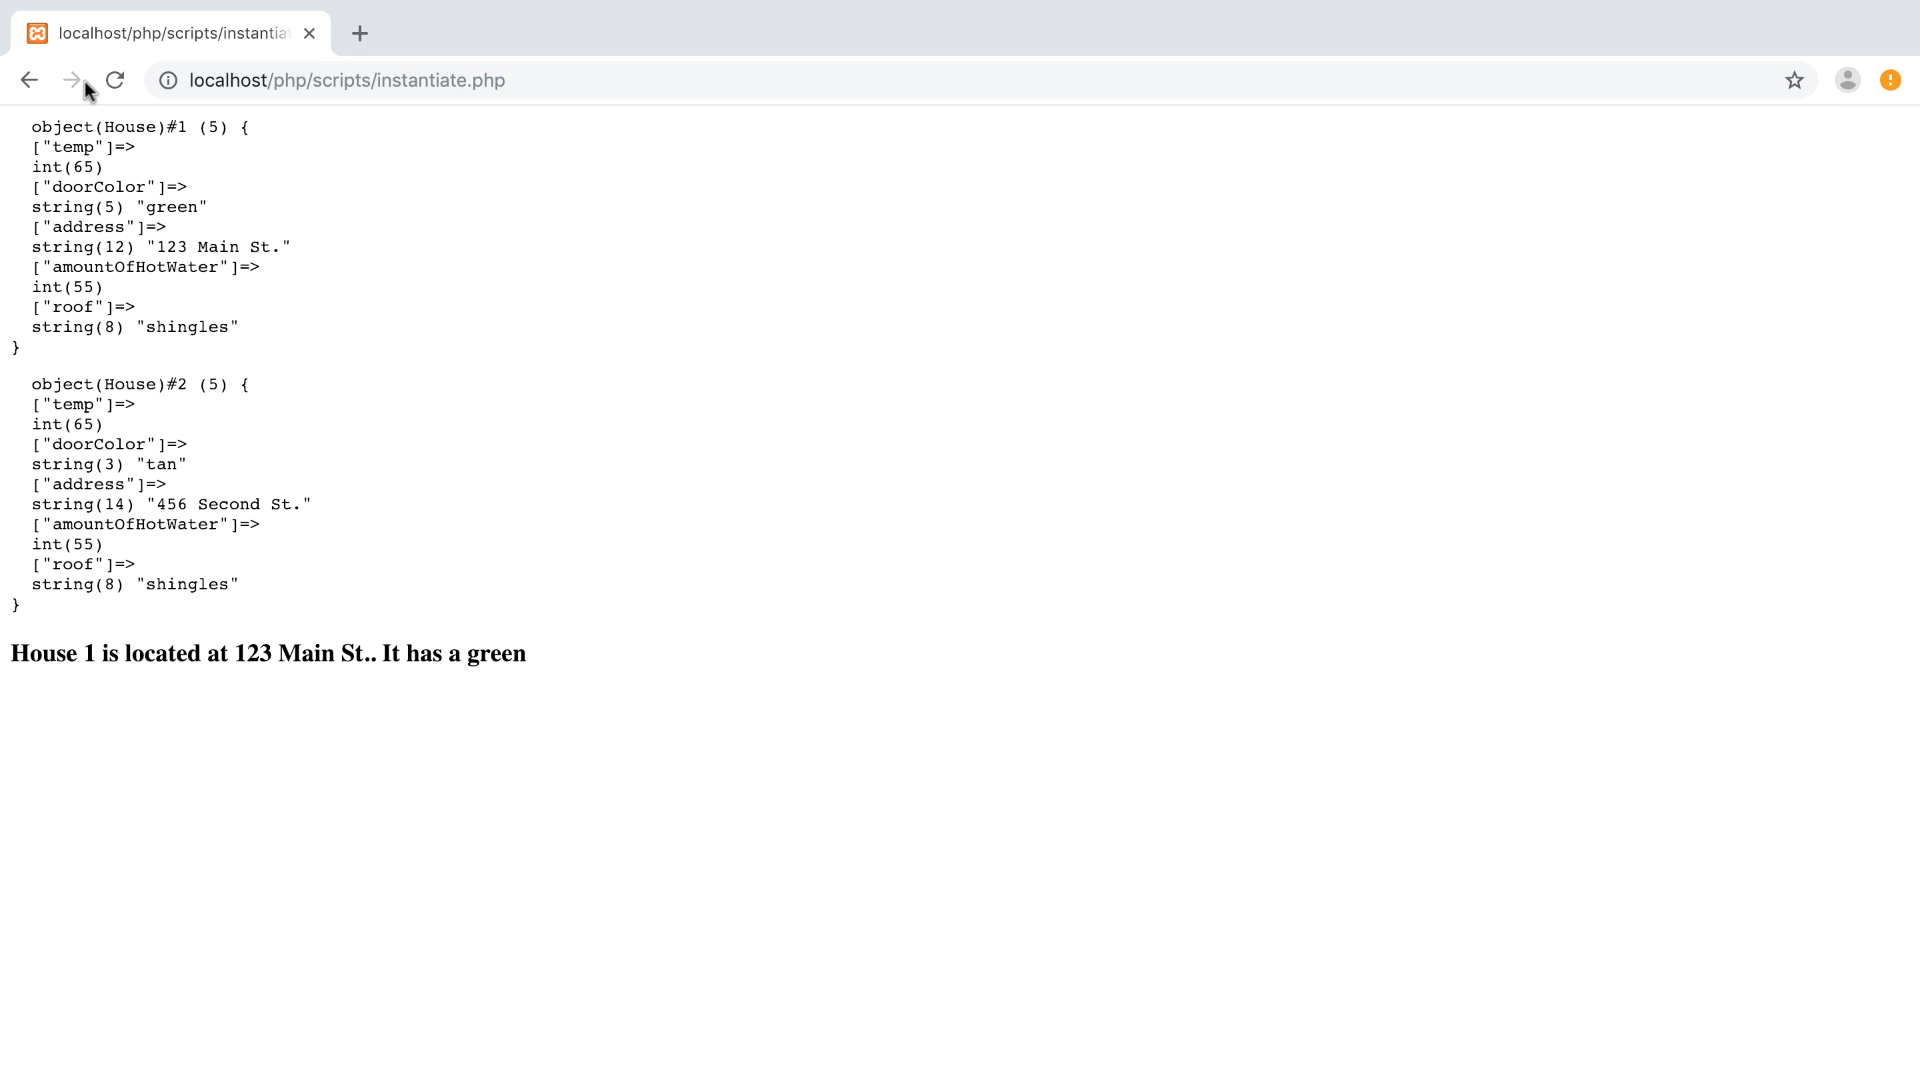 localhost/php/scripts/instantia
localhost/php/scripts/instantiate.php
object(House)#1 (5) {
["temp"]=>
int(65)
["doorColor"]=>
string(5) "green"
["address"]=>
string(12) "123 Main St."
["amountOfHotWater"]=>
int(55)
["roof"]=>
string(8) "shingles"
}
object(House)#2 (5) {
["temp"]=>
int(65)
["doorColor"]=>
string(3) "tan"
["address"]=>
string(14) "456 Second St."
["amountOfHotWater"]=>
int(55)
["roof"]=>
string(8) "shingles"
}
House 1 is located at 123 Main St.. It has a green